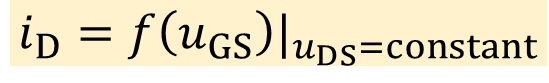 i_D = f(u_GS)|_{u_DS=constant}